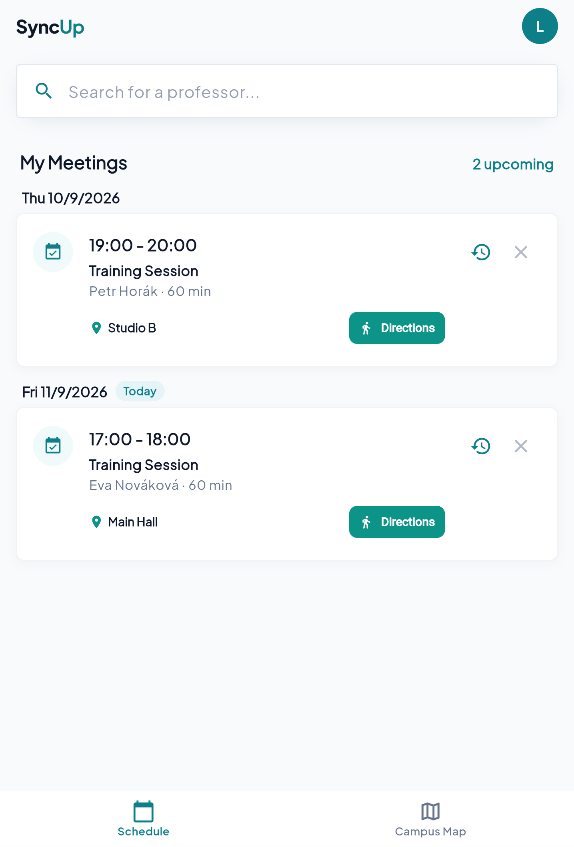 SyncUp
L
Search for a professor...
My Meetings
2 upcoming
Thu 10/9/2026
19:00 - 20:00
Training Session
Petr Horák · 60 min
Studio B
Directions
Fri 11/9/2026
Today
17:00 - 18:00
Training Session
Eva Nováková · 60 min
Main Hall
Directions
Schedule
Campus Map